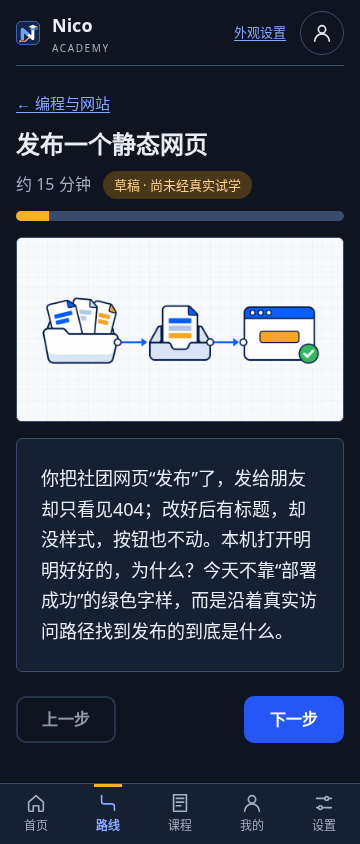 Nico
ACADEMY
外观设置
← 编程与网站
发布一个静态网页
约 15 分钟
草稿 · 尚未经真实试学
你把社团网页“发布”了，发给朋友
却只看见404；改好后有标题，却
没样式，按钮也不动。本机打开明
明好好的，为什么？今天不靠“部署
成功”的绿色字样，而是沿着真实访
问路径找到发布的到底是什么。
上一步
下一步
首页
路线
课程
我的
设置